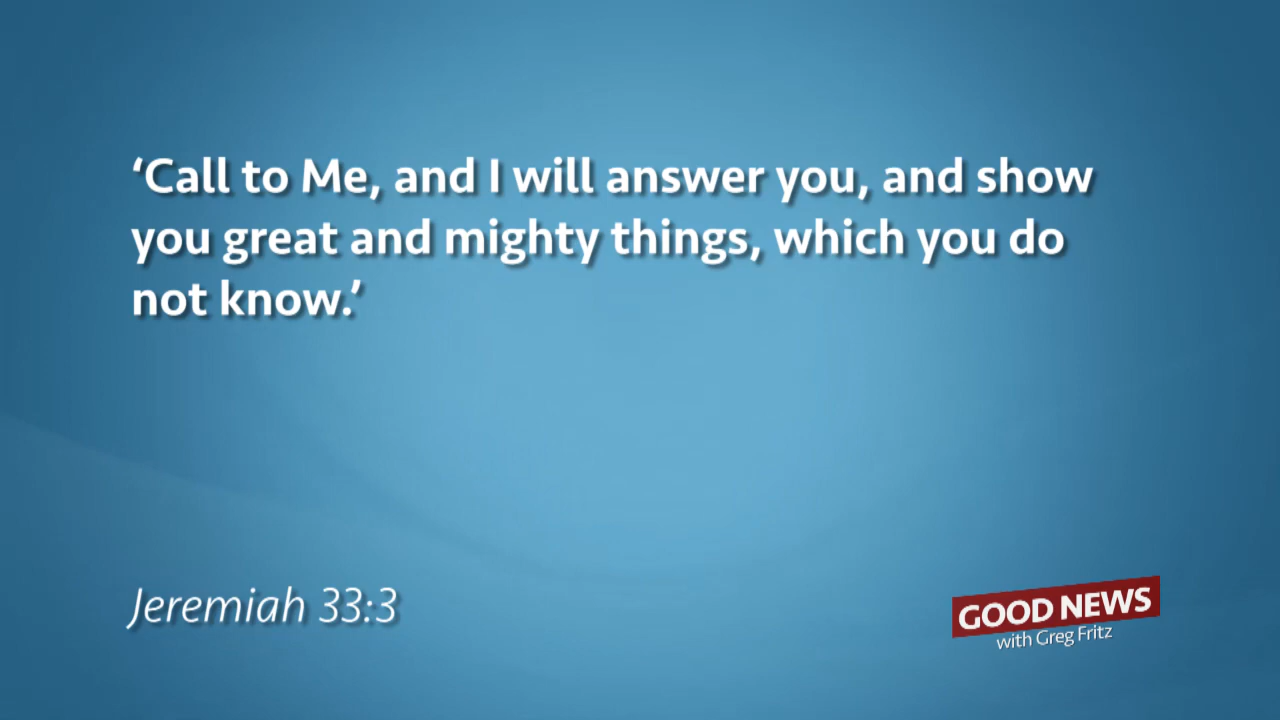 ‘Call to Me, and I will answer you, and show
you great and mighty things, which you do
not know.’
Jeremiah 33:3
GOOD NEWS
with Greg Fritz